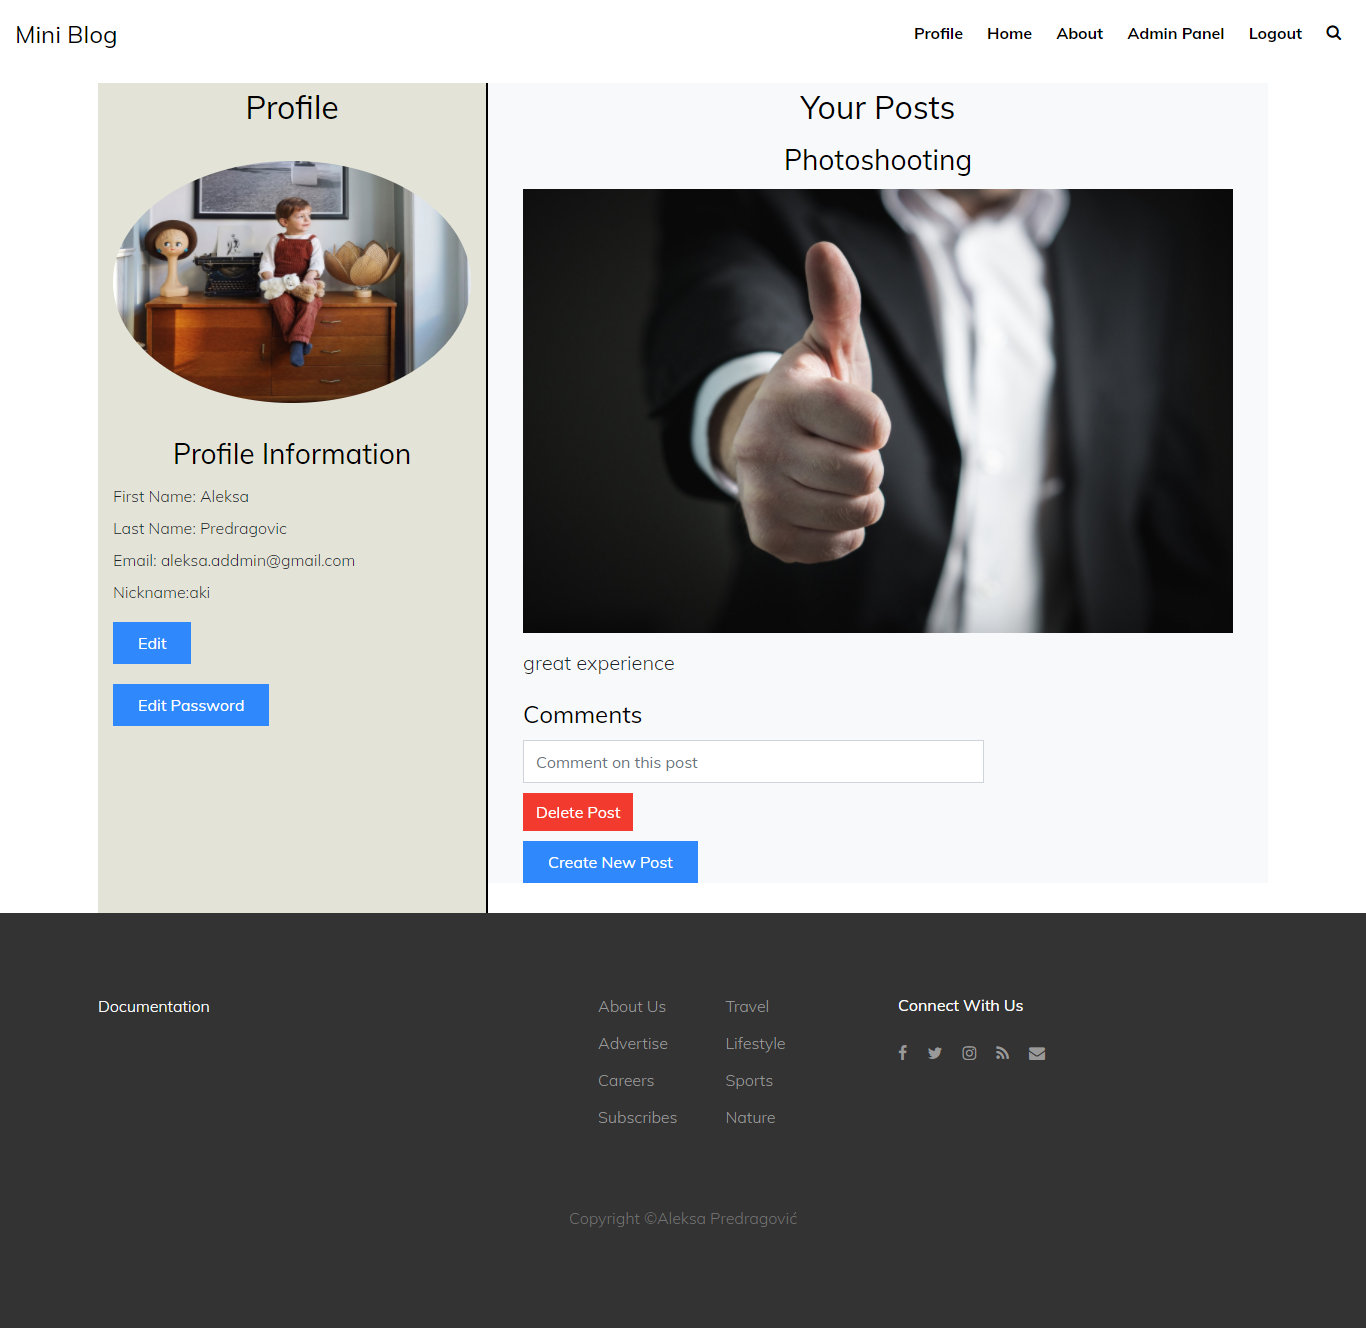 Mini Blog
Profile Home About Admin Panel Logout
Profile
Profile Information
First Name: Aleksa
Last Name: Predragovic
Email: aleksa.addmin@gmail.com
Nickname:aki
Edit
Edit Password
Your Posts
Photoshooting
great experience
Comments
Comment on this post
Delete Post
Create New Post
Documentation
About Us
Advertise
Careers
Subscribes
Travel
Lifestyle
Sports
Nature
Connect With Us
Copyright ©Aleksa Predragović